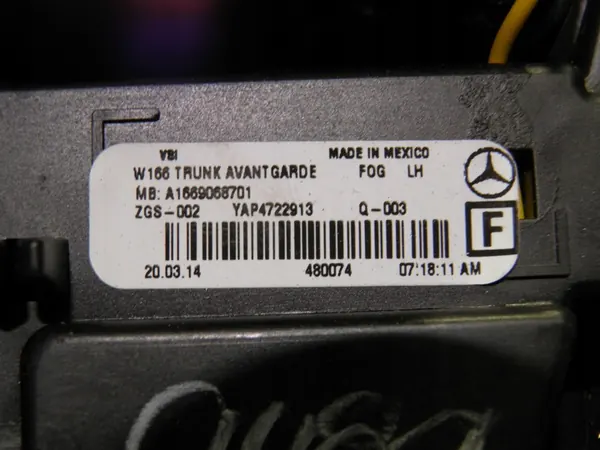 VBI MADE IN MEXICO
W166 TRUNK AVANTGARDE FOG LH
MB: A1669068701
ZGS-002 YAP4722913 Q-003
F
20.03.14 480074 07:18:11 AM